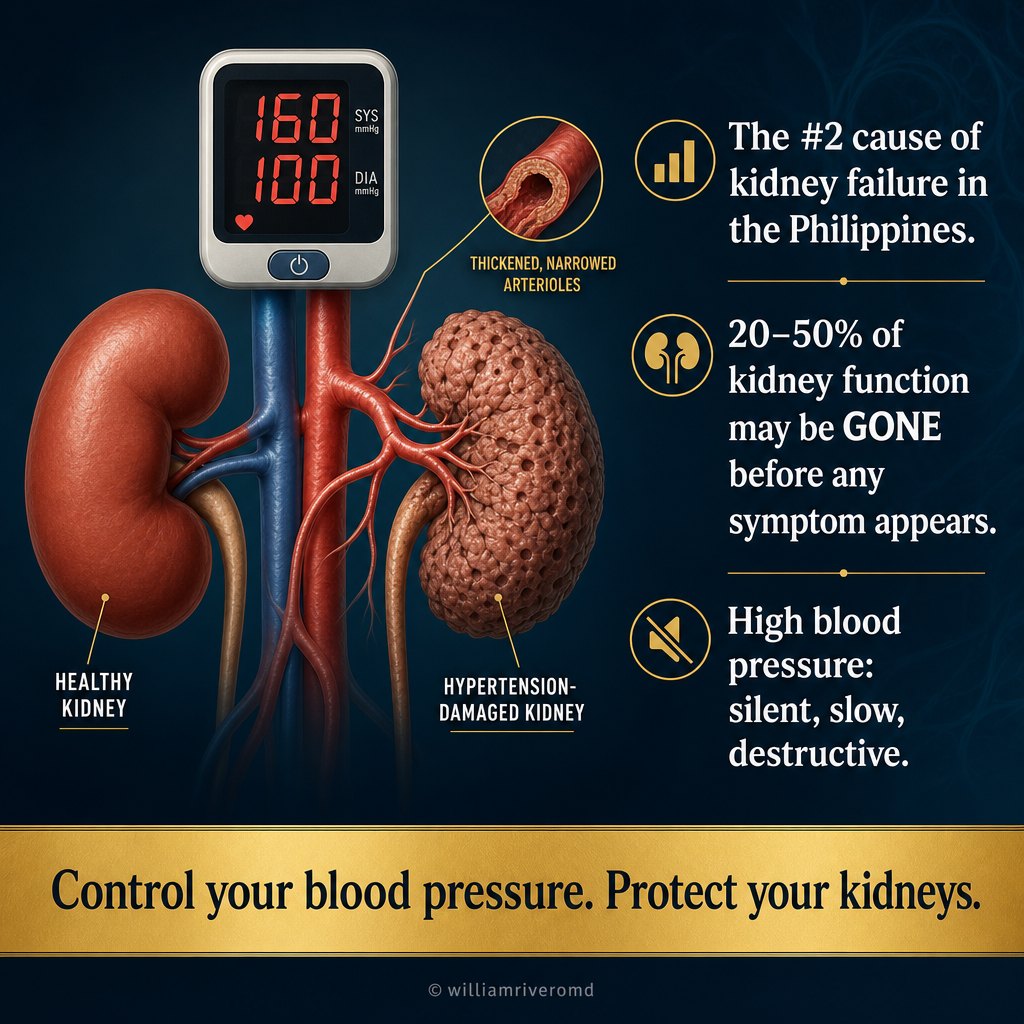 160 SYS mmHg
100 DIA mmHg
THICKENED, NARROWED
ARTERIOLES
The #2 cause of
kidney failure in
the Philippines.
20–50% of
kidney function
may be GONE
before any
symptom appears.
High blood
pressure:
silent, slow,
destructive.
HEALTHY
KIDNEY
HYPERTENSION-
DAMAGED KIDNEY
Control your blood pressure. Protect your kidneys.
© williamriveromd